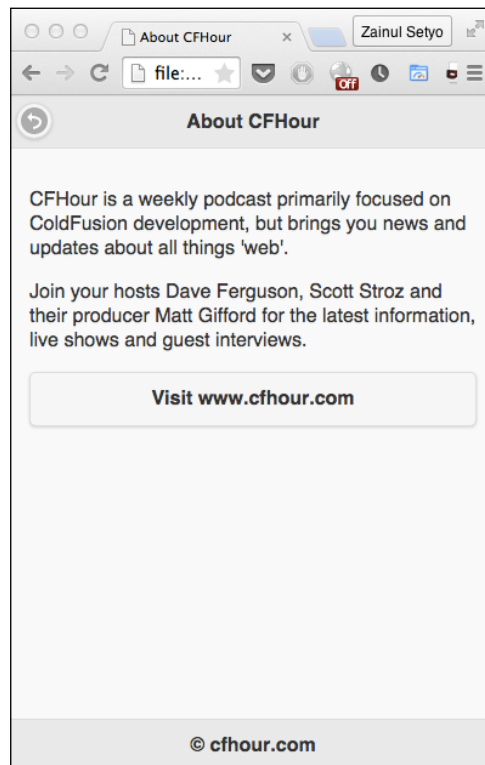 About CFHour
Zainul Setyo
file:...
Off
About CFHour
CFHour is a weekly podcast primarily focused on
ColdFusion development, but brings you news and
updates about all things 'web'.
Join your hosts Dave Ferguson, Scott Stroz and
their producer Matt Gifford for the latest information,
live shows and guest interviews.
Visit www.cfhour.com
© cfhour.com